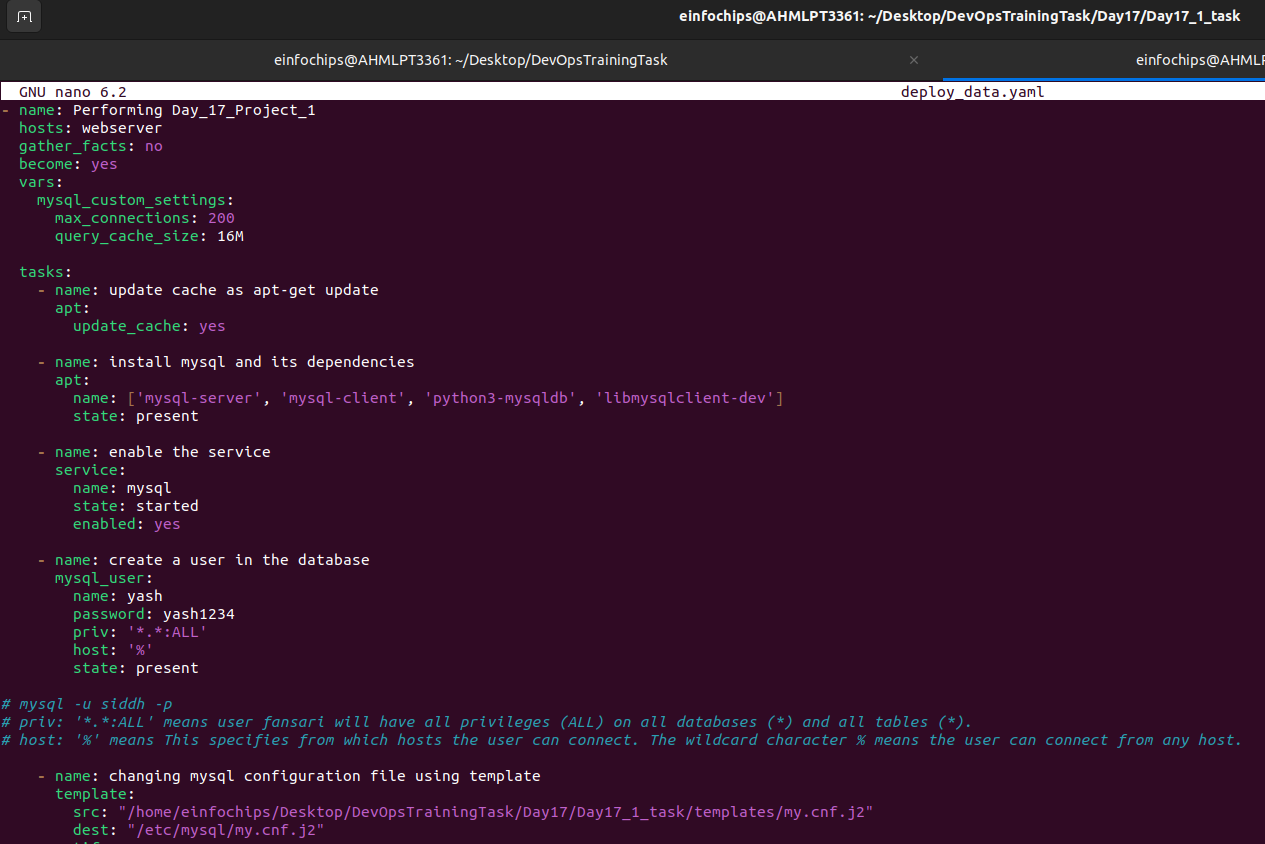 einfochips@AHMLPT3361: ~/Desktop/DevOpsTrainingTask/Day17/Day17_1_task
einfochips@AHMLPT3361: ~/Desktop/DevOpsTrainingTask × einfochips@AHMLP
GNU nano 6.2 deploy_data.yaml
- name: Performing Day_17_Project_1
  hosts: webserver
  gather_facts: no
  become: yes
  vars:
    mysql_custom_settings:
      max_connections: 200
      query_cache_size: 16M
  tasks:
    - name: update cache as apt-get update
      apt:
        update_cache: yes
    - name: install mysql and its dependencies
      apt:
        name: ['mysql-server', 'mysql-client', 'python3-mysqldb', 'libmysqlclient-dev']
        state: present
    - name: enable the service
      service:
        name: mysql
        state: started
        enabled: yes
    - name: create a user in the database
      mysql_user:
        name: yash
        password: yash1234
        priv: '*.*:ALL'
        host: '%'
        state: present
# mysql -u siddh -p
# priv: '*.*:ALL' means user fansari will have all privileges (ALL) on all databases (*) and all tables (*).
# host: '%' means This specifies from which hosts the user can connect. The wildcard character % means the user can connect from any host.
    - name: changing mysql configuration file using template
      template:
        src: "/home/einfochips/Desktop/DevOpsTrainingTask/Day17/Day17_1_task/templates/my.cnf.j2"
        dest: "/etc/mysql/my.cnf.j2"